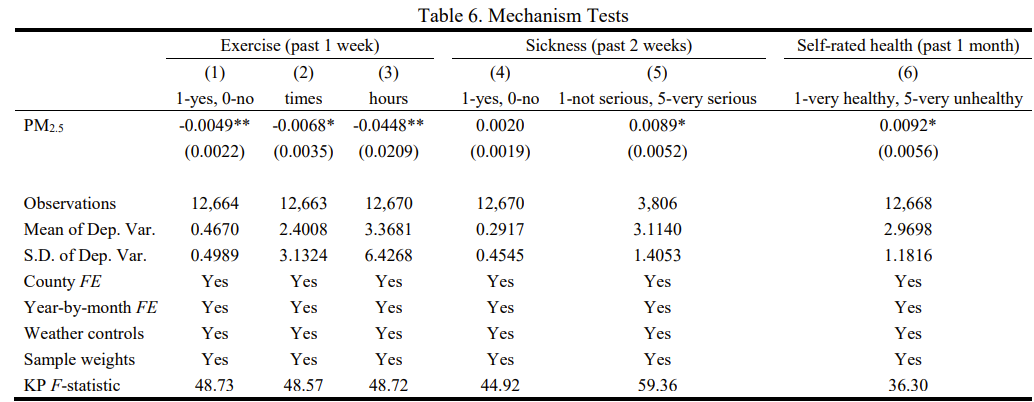 Table 6. Mechanism Tests
Exercise (past 1 week) Sickness (past 2 weeks) Self-rated health (past 1 month)
(1) (2) (3) (4) (5) (6)
1-yes, 0-no times hours 1-yes, 0-no 1-not serious, 5-very serious 1-very healthy, 5-very unhealthy
PM2.5 -0.0049** -0.0068* -0.0448** 0.0020 0.0089* 0.0092*
(0.0022) (0.0035) (0.0209) (0.0019) (0.0052) (0.0056)
Observations 12,664 12,663 12,670 12,670 3,806 12,668
Mean of Dep. Var. 0.4670 2.4008 3.3681 0.2917 3.1140 2.9698
S.D. of Dep. Var. 0.4989 3.1324 6.4268 0.4545 1.4053 1.1816
County FE Yes Yes Yes Yes Yes Yes
Year-by-month FE Yes Yes Yes Yes Yes Yes
Weather controls Yes Yes Yes Yes Yes Yes
Sample weights Yes Yes Yes Yes Yes Yes
KP F-statistic 48.73 48.57 48.72 44.92 59.36 36.30